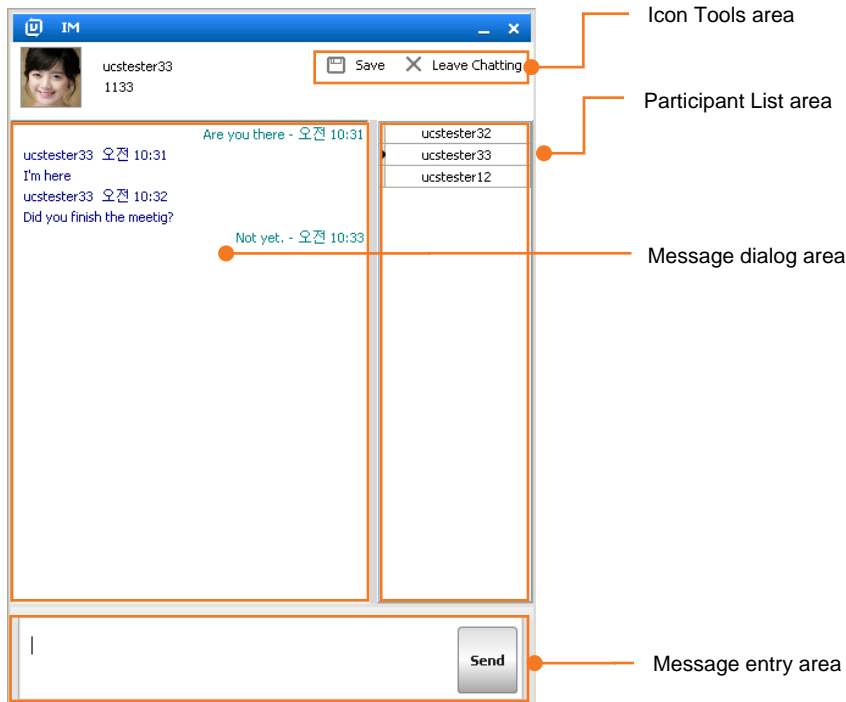 IM
Icon Tools area
ucstester33
1133
Save Leave Chatting
Participant List area
Are you there - 오전 10:31
ucstester33 오전 10:31
I'm here
ucstester33 오전 10:32
Did you finish the meetig?
Not yet. - 오전 10:33
ucstester32
ucstester33
ucstester12
Message dialog area
Send
Message entry area